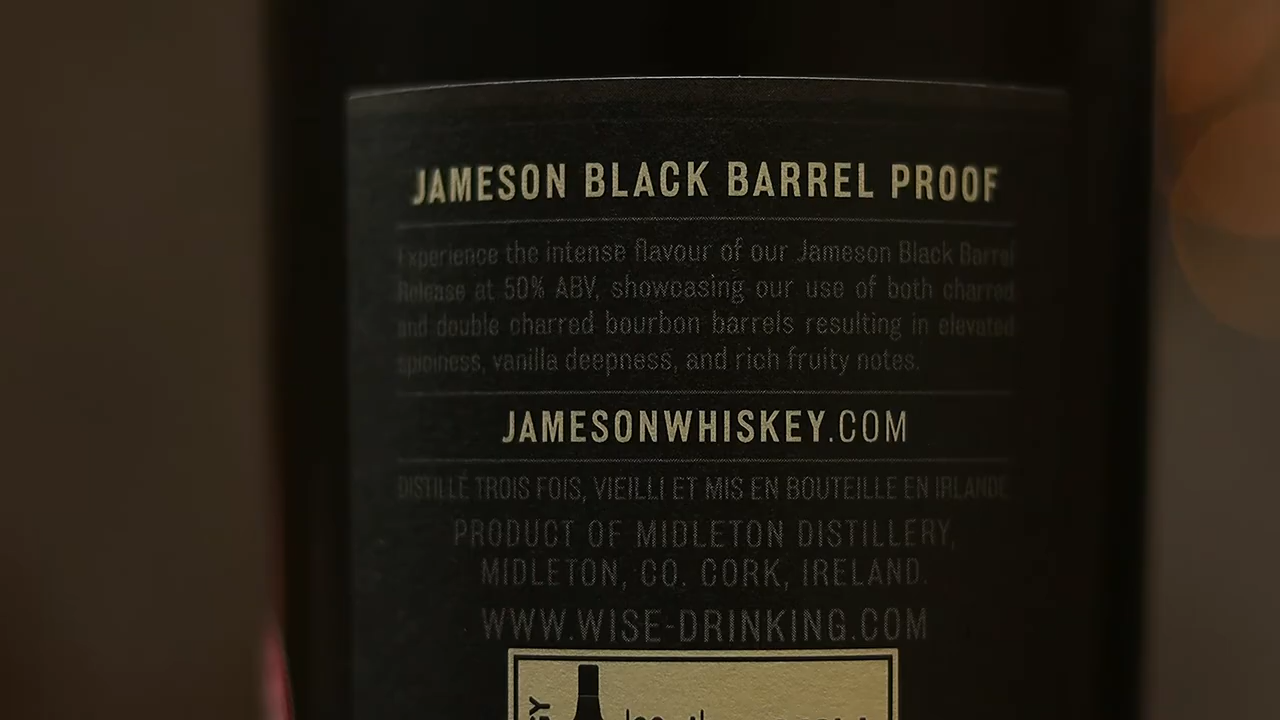 JAMESON BLACK BARREL PROOF
Experience the intense flavour of our Jameson Black Barrel
Release at 50% ABV, showcasing our use of both charred
and double charred bourbon barrels resulting in elevated
spiciness, vanilla deepness, and rich fruity notes.
JAMESONWHISKEY.COM
DISTILLÉ TROIS FOIS, VIEILLI ET MIS EN BOUTEILLE EN IRLANDE
PRODUCT OF MIDLETON DISTILLERY,
MIDLETON, CO. CORK, IRELAND.
WWW.WISE-DRINKING.COM